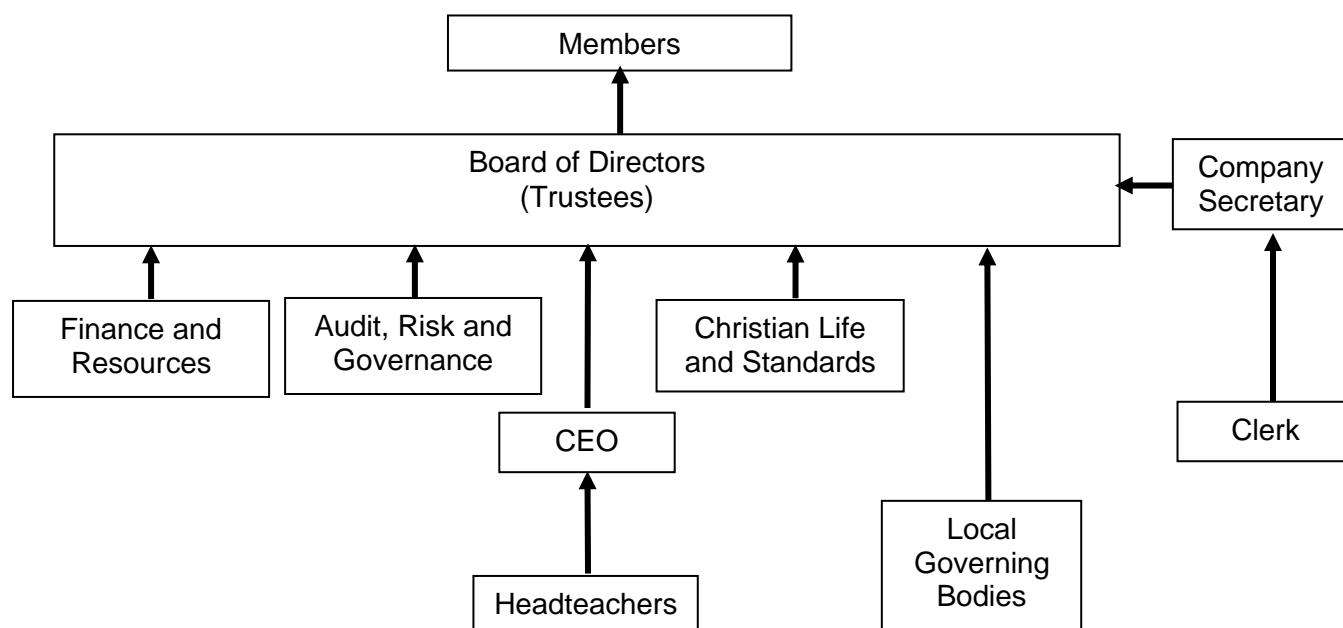 Members
Board of Directors
(Trustees)
Company
Secretary
Finance and
Resources
Audit, Risk and
Governance
Christian Life
and Standards
CEO
Clerk
Local
Governing
Bodies
Headteachers